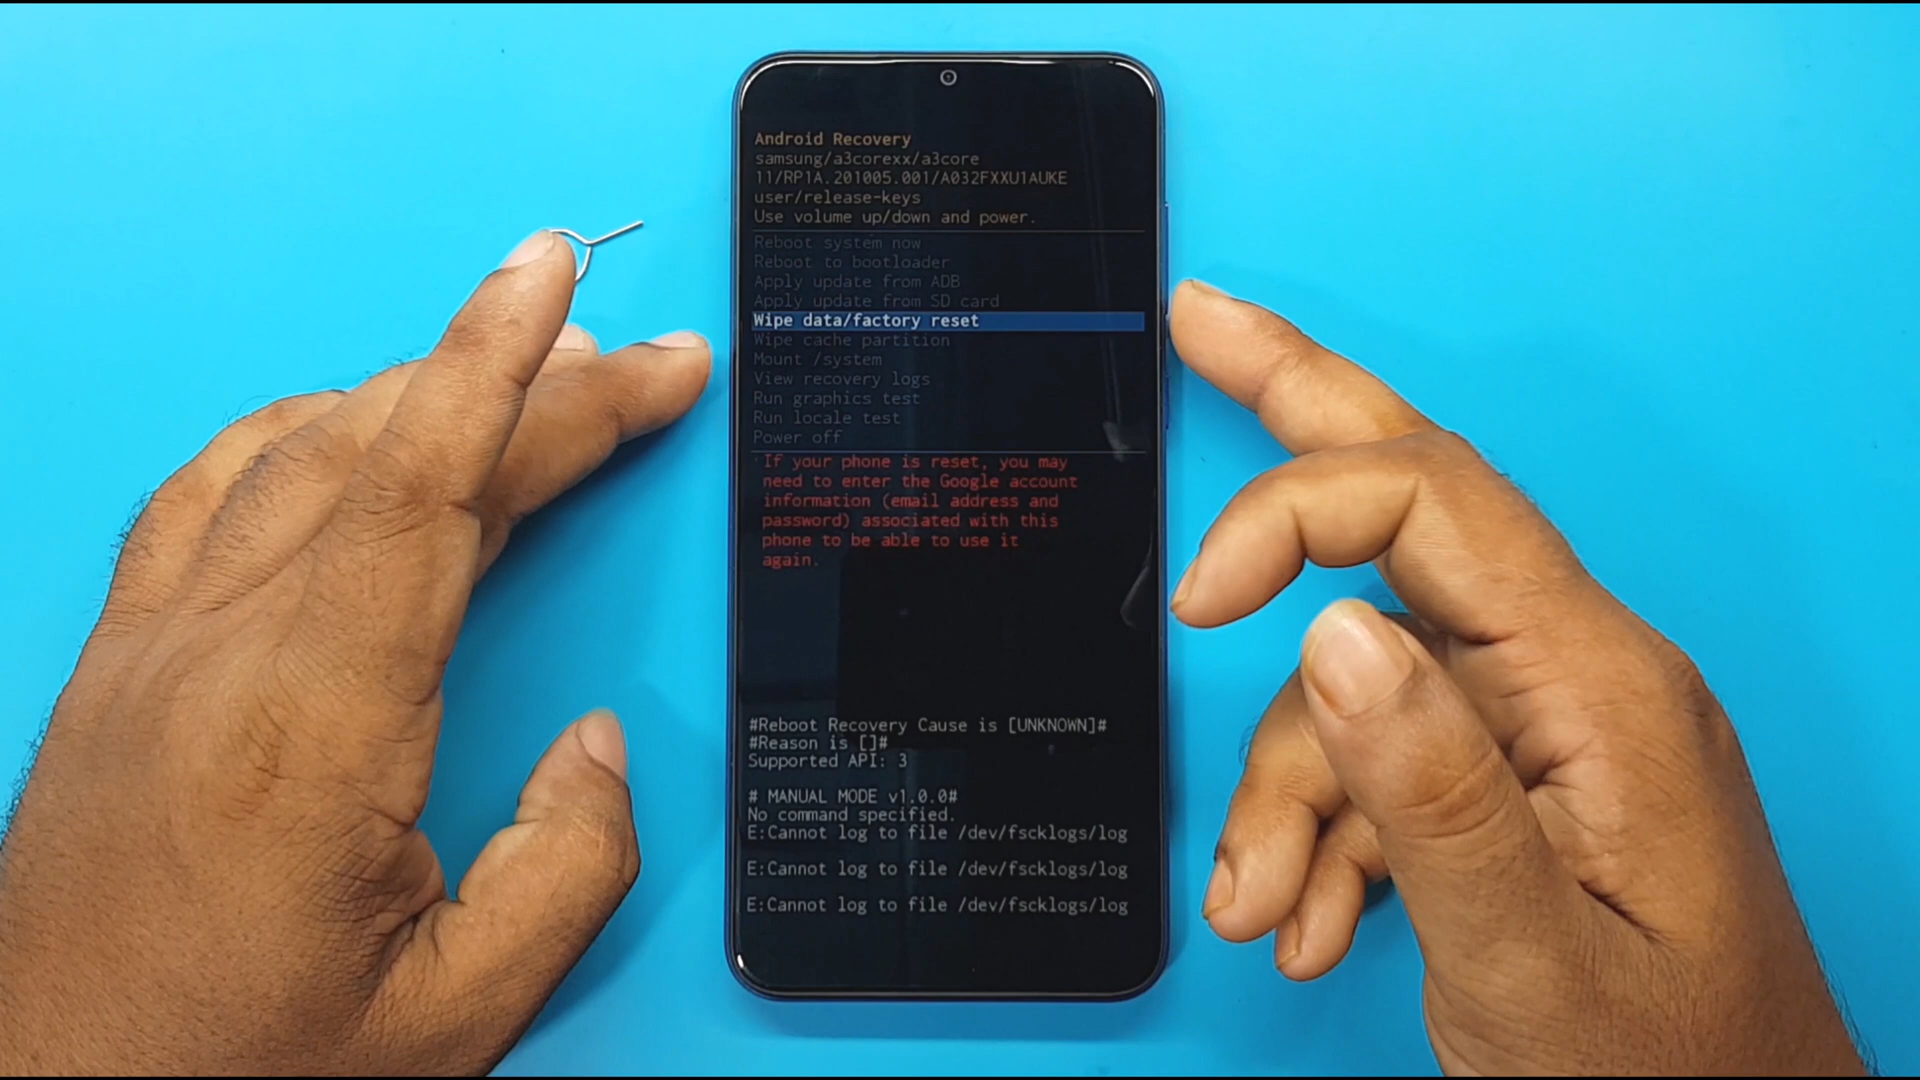 Android Recovery
samsung/a3corexx/a3core
11/RP1A.201005.001/A032FXXU1AUKE
user/release-keys
Use volume up/down and power.
Reboot system now
Reboot to bootloader
Apply update from ADB
Apply update from SD card
Wipe data/factory reset
Wipe cache partition
Mount /system
View recovery logs
Run graphics test
Run locale test
Power off
If your phone is reset, you may
need to enter the Google account
information (email address and
password) associated with this
phone to be able to use it
again.
#Reboot Recovery Cause is [UNKNOWN]#
#Reason is []#
Supported API: 3
# MANUAL MODE v1.0.0#
No command specified.
E:Cannot log to file /dev/fscklogs/log
E:Cannot log to file /dev/fscklogs/log
E:Cannot log to file /dev/fscklogs/log